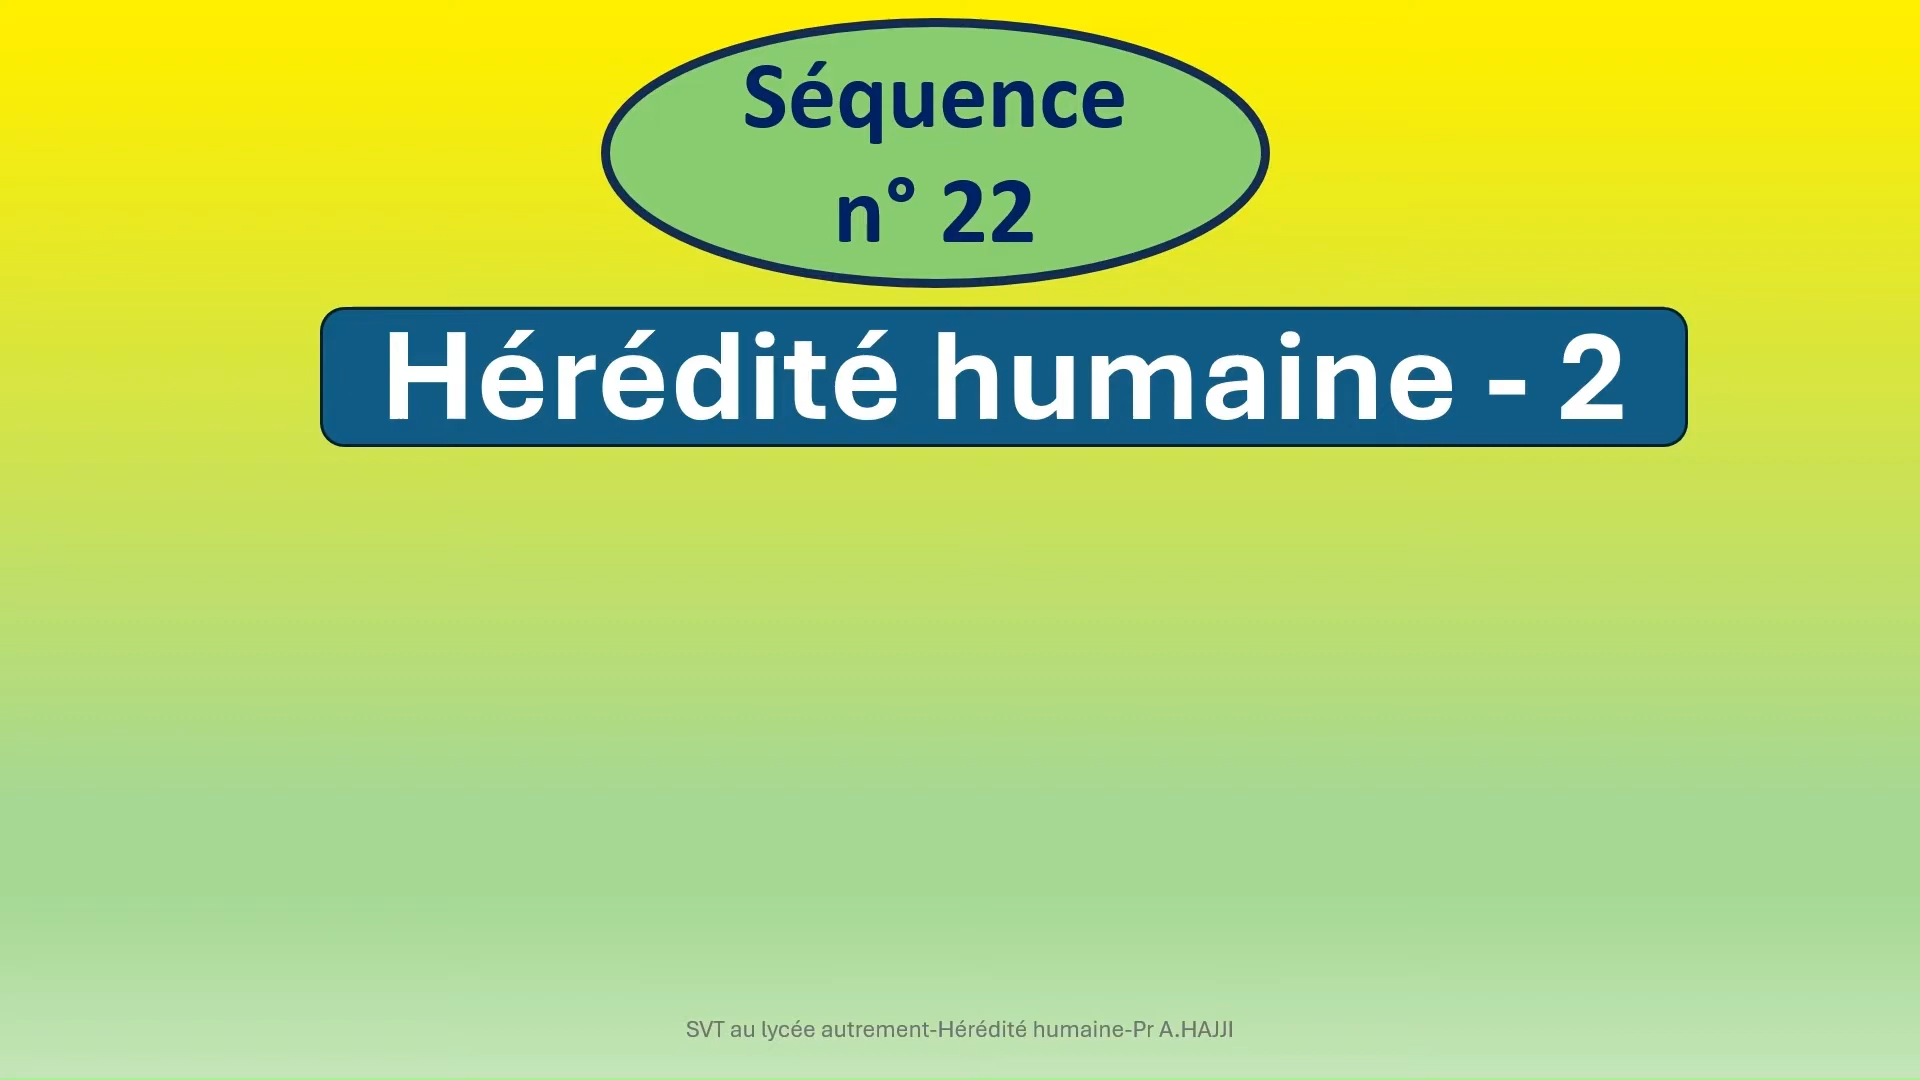 Séquence
n° 22
Hérédité humaine - 2
SVT au lycée autrement-Hérédité humaine-Pr A.HAJJI